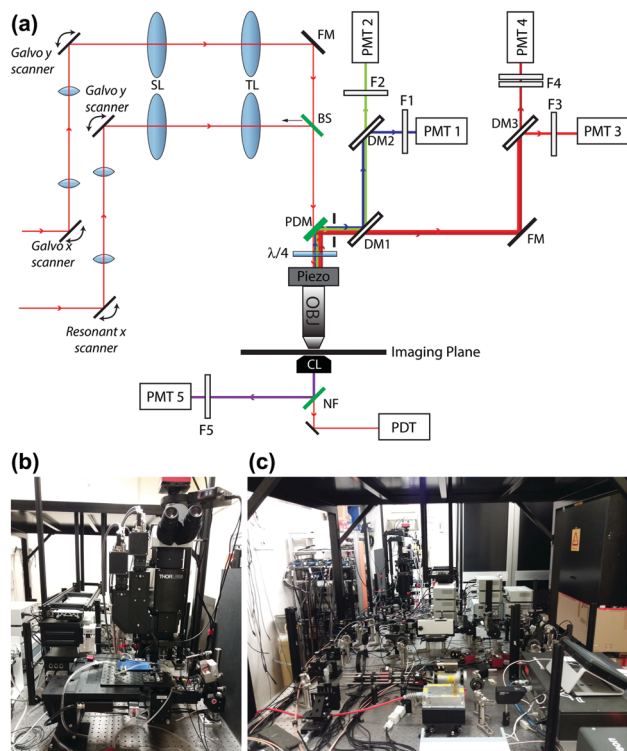 (a)
Galvo y
scanner
Galvo y
scanner
SL
TL
FM
BS
PMT 2
F2
F1
PMT 1
DM2
PMT 4
F4
F3
DM3
PMT 3
PDM
DM1
FM
λ/4
Galvo x
scanner
Piezo
OBJ
Resonant x
scanner
Imaging Plane
CL
PMT 5
F5
NF
PDT
(b)
(c)